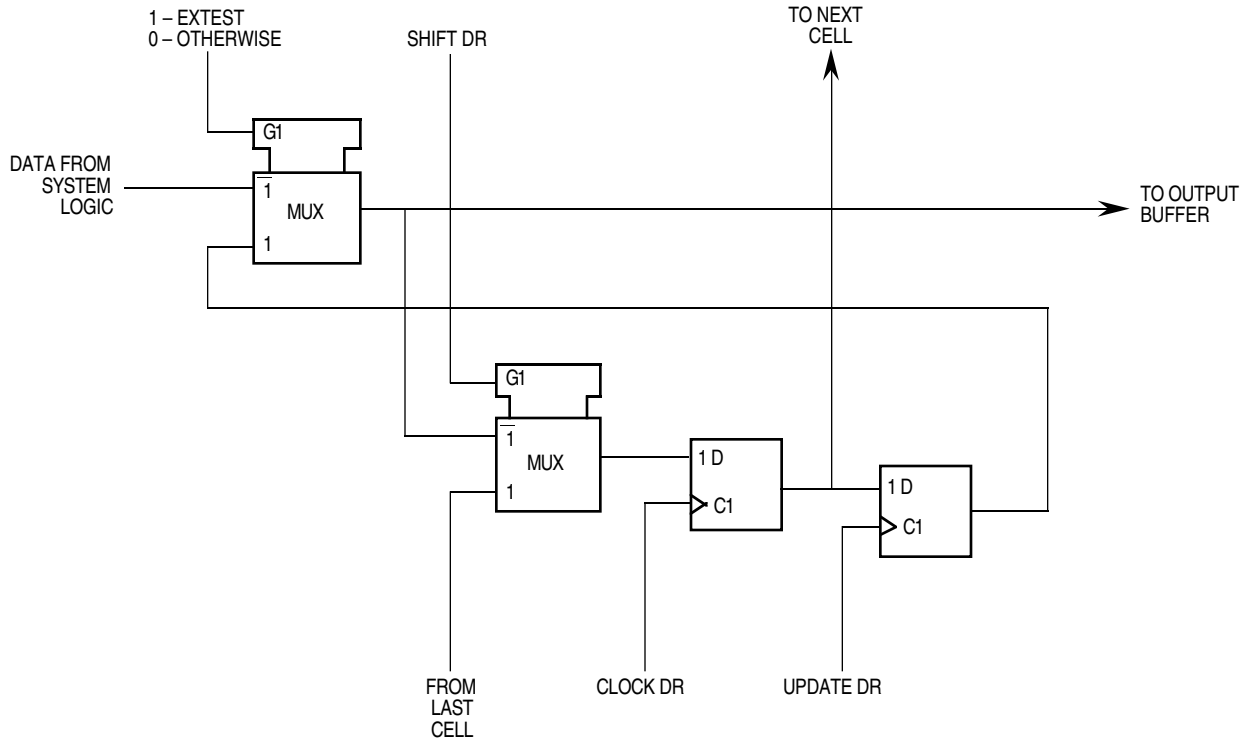 1 – EXTEST
0 – OTHERWISE
SHIFT DR
TO NEXT
CELL
G1
DATA FROM
SYSTEM
LOGIC
1
MUX
1
TO OUTPUT
BUFFER
G1
1
MUX
1
1 D
C1
1 D
C1
FROM
LAST
CELL
CLOCK DR
UPDATE DR